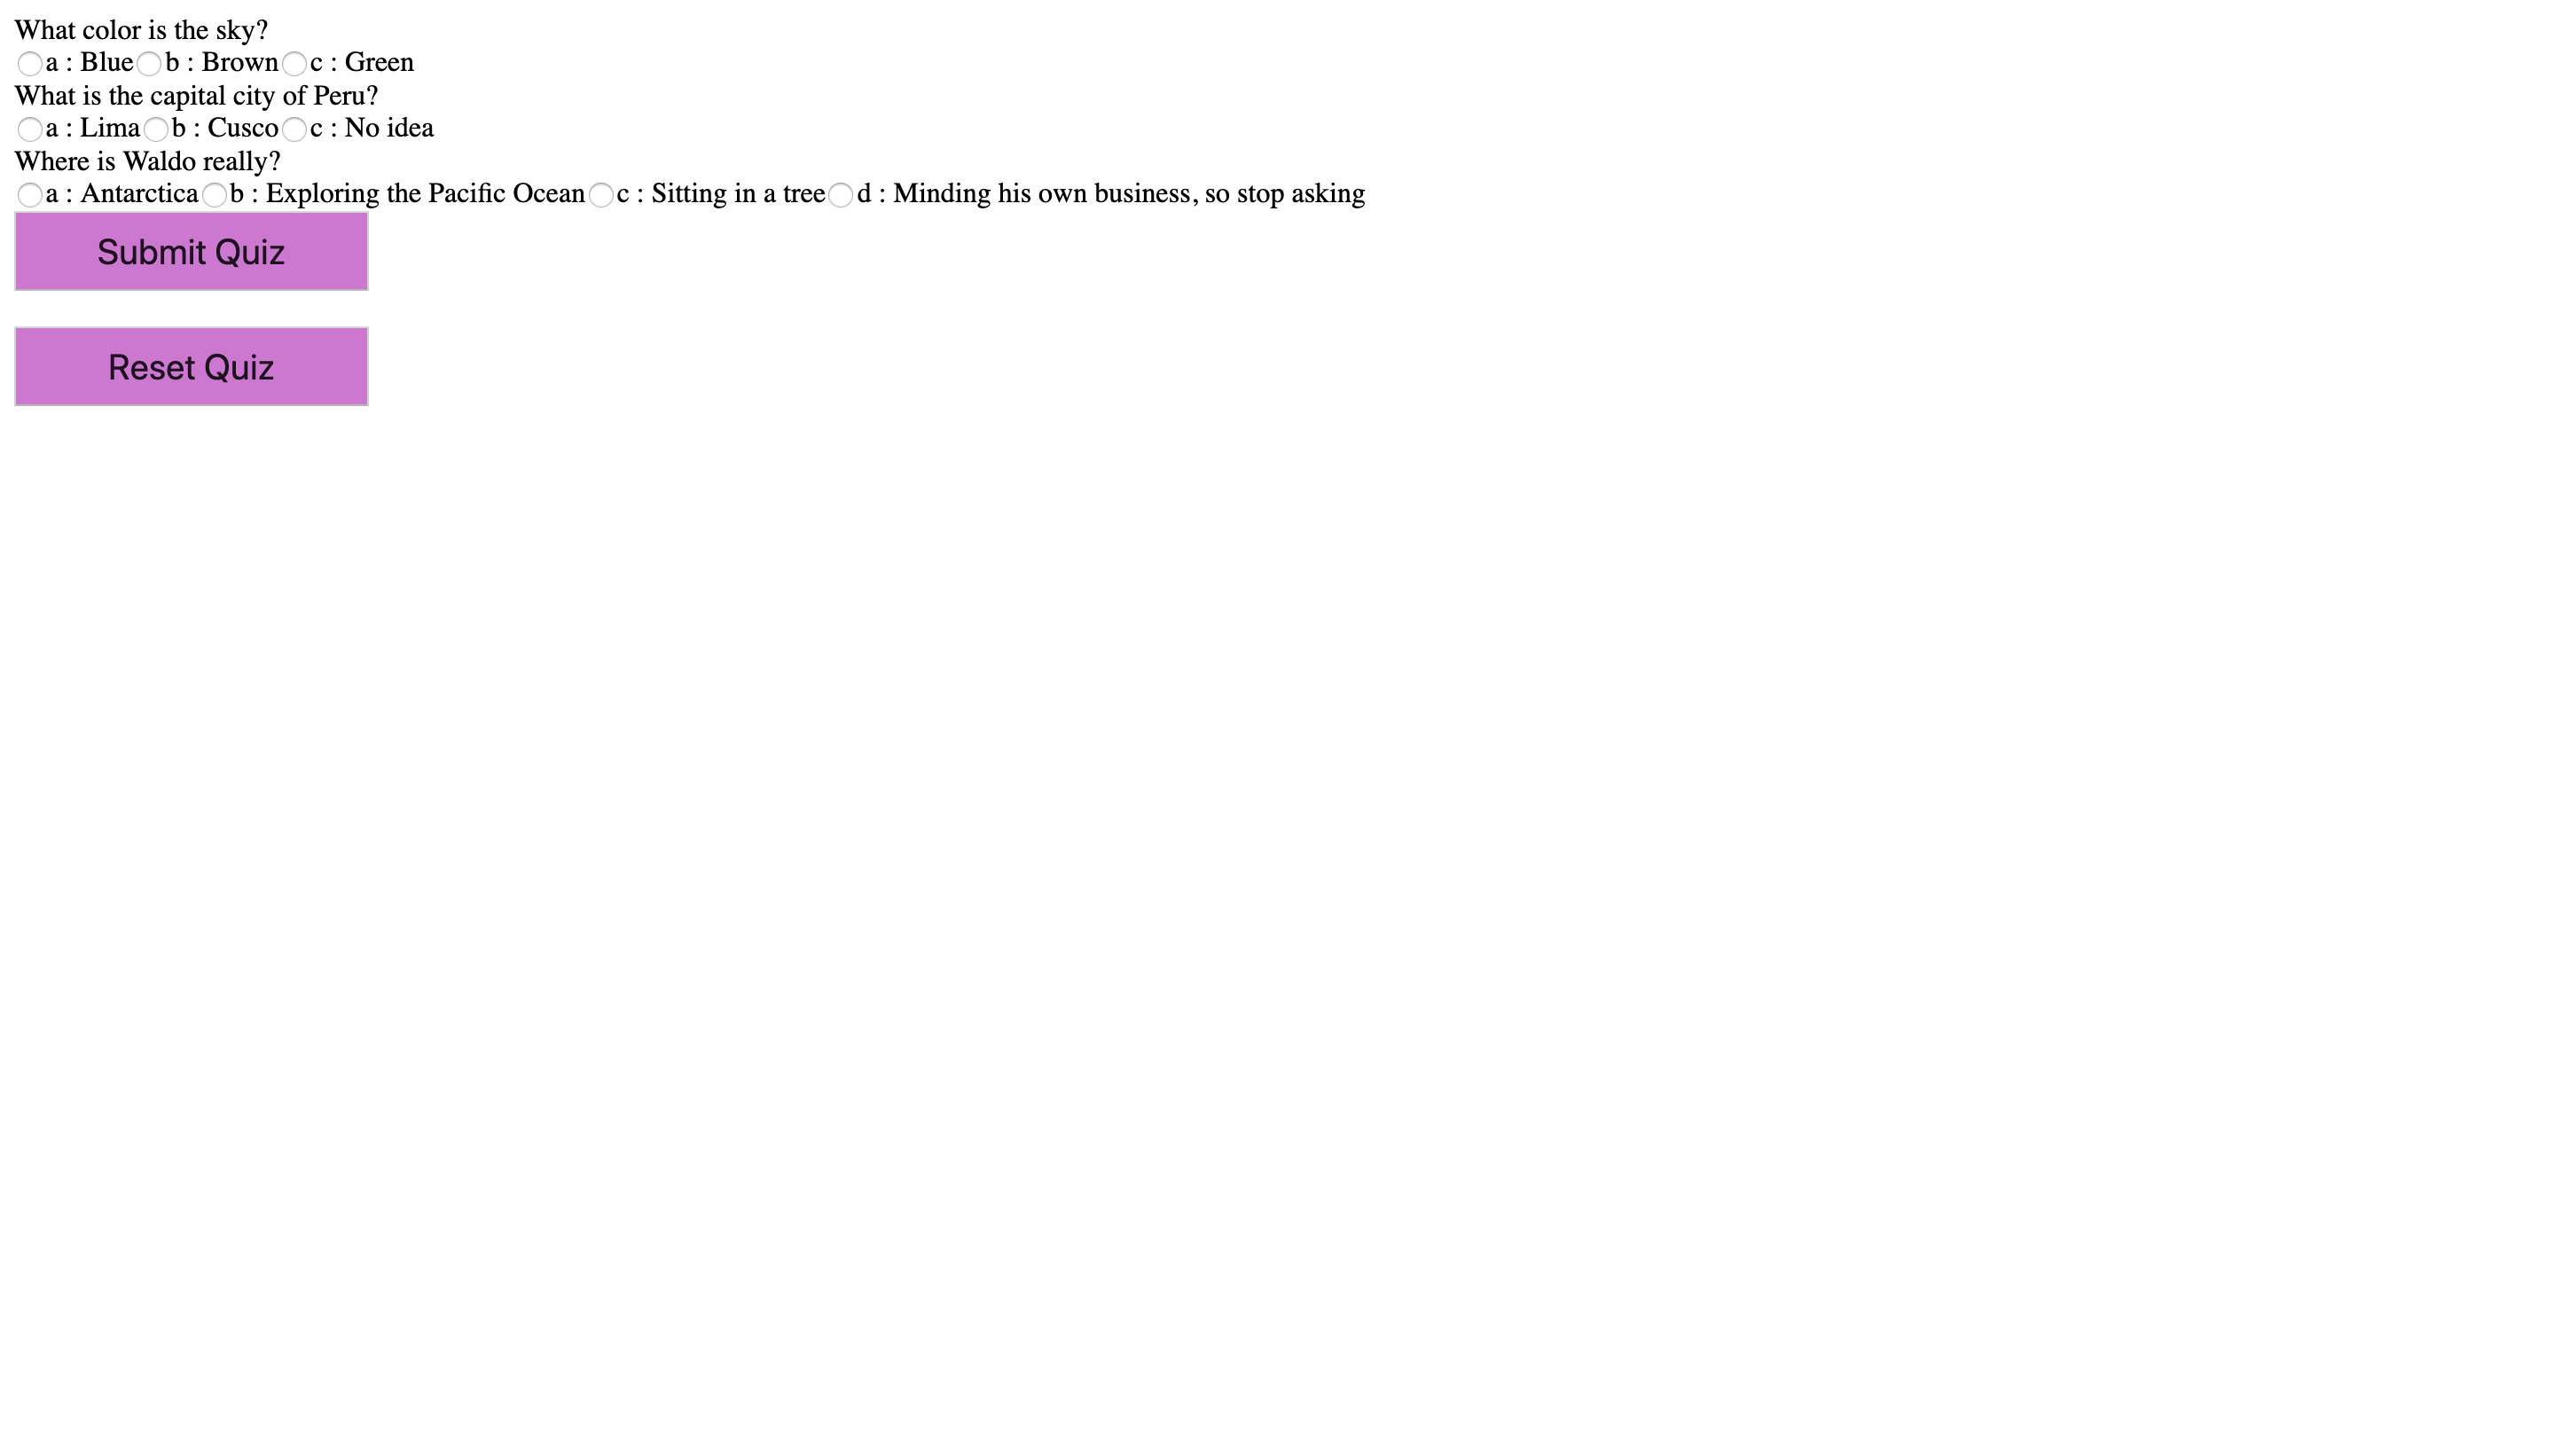 What color is the sky?
a : Blue b : Brown c : Green
What is the capital city of Peru?
a : Lima b : Cusco c : No idea
Where is Waldo really?
a : Antarctica b : Exploring the Pacific Ocean c : Sitting in a tree d : Minding his own business, so stop asking
Submit Quiz
Reset Quiz